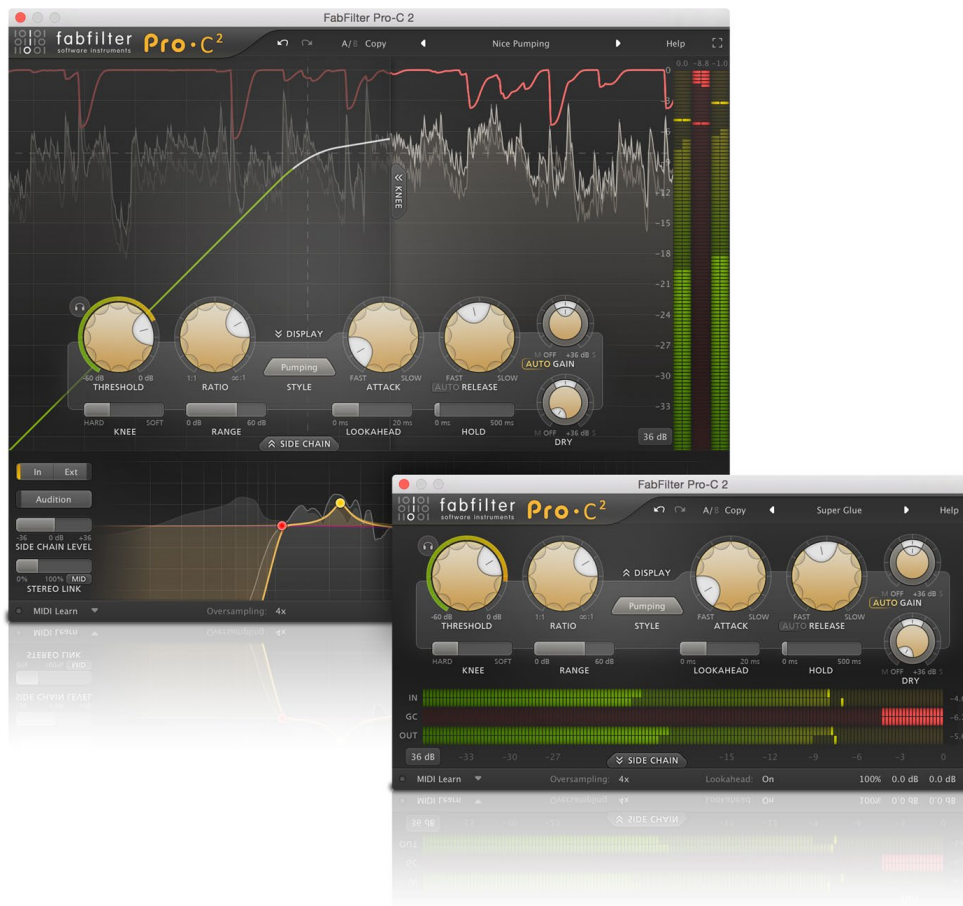 FabFilter Pro-C 2
fabfilter
software instruments
Pro·C²
A/B Copy
Nice Pumping
Help
0.0 -8.8 -1.0
0
-3
-6
-9
-12
-15
-18
-21
-24
-27
-30
-33
36 dB
KNEE
DISPLAY
Pumping
STYLE
-60 dB 0 dB
THRESHOLD
1:1 ∞:1
RATIO
FAST SLOW
ATTACK
FAST SLOW
AUTO RELEASE
M OFF +36 dB S
AUTO GAIN
HARD SOFT
KNEE
0 dB 60 dB
RANGE
0 ms 20 ms
LOOKAHEAD
0 ms 500 ms
HOLD
M OFF +36 dB S
DRY
SIDE CHAIN
In Ext
Audition
-36 0 dB +36
SIDE CHAIN LEVEL
0% 100% MID
STEREO LINK
MIDI Learn
Oversampling: 4x
FabFilter Pro-C 2
fabfilter
software instruments
Pro·C²
A/B Copy
Super Glue
Help
DISPLAY
Pumping
STYLE
-60 dB 0 dB
THRESHOLD
1:1 ∞:1
RATIO
FAST SLOW
ATTACK
FAST SLOW
AUTO RELEASE
M OFF +36 dB S
AUTO GAIN
HARD SOFT
KNEE
0 dB 60 dB
RANGE
0 ms 20 ms
LOOKAHEAD
0 ms 500 ms
HOLD
M OFF +36 dB S
DRY
IN
GC
OUT
36 dB -33 -30 -27
SIDE CHAIN
-15 -12 -9 -6 -3 0
MIDI Learn
Oversampling: 4x
Lookahead: On
100% 0.0 dB 0.0 dB